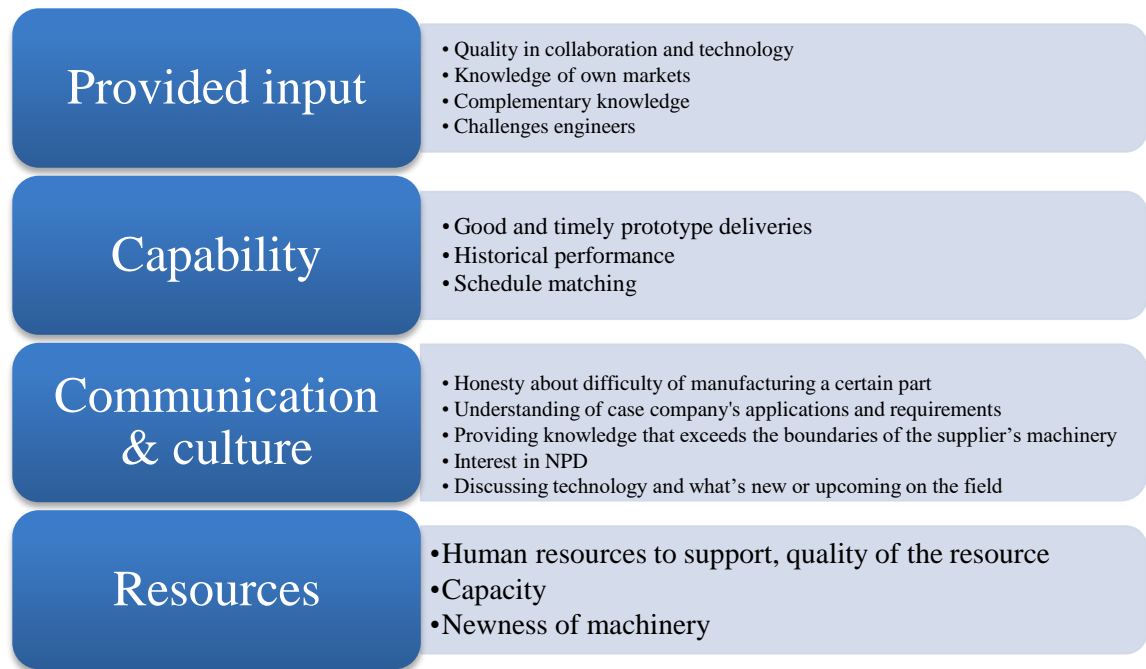 Provided input
• Quality in collaboration and technology
• Knowledge of own markets
• Complementary knowledge
• Challenges engineers
Capability
• Good and timely prototype deliveries
• Historical performance
• Schedule matching
Communication
& culture
• Honesty about difficulty of manufacturing a certain part
• Understanding of case company's applications and requirements
• Providing knowledge that exceeds the boundaries of the supplier’s machinery
• Interest in NPD
• Discussing technology and what’s new or upcoming on the field
Resources
•Human resources to support, quality of the resource
•Capacity
•Newness of machinery